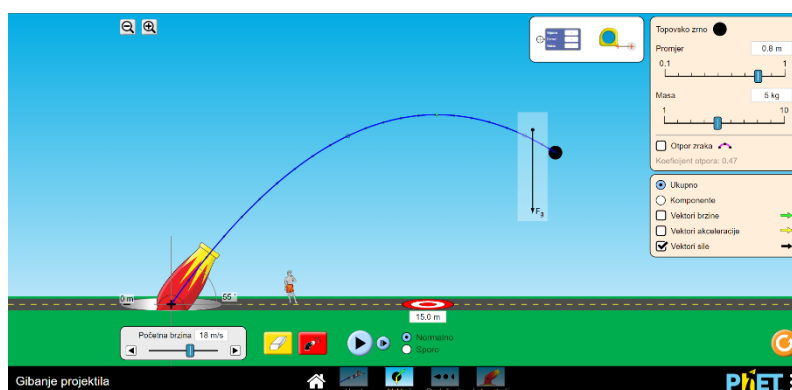 Topovsko zrno
Promjer 0.8 m
0.1 1
Masa 5 kg
1 10
Otpor zraka
Koeficijent otpora: 0.47
Ukupno
Komponente
Vektori brzine
Vektori akceleracije
Vektori sile
Fg
0 m
55°
15.0 m
Početna brzina 18 m/s
Normalno
Sporo
Gibanje projektila
PhET